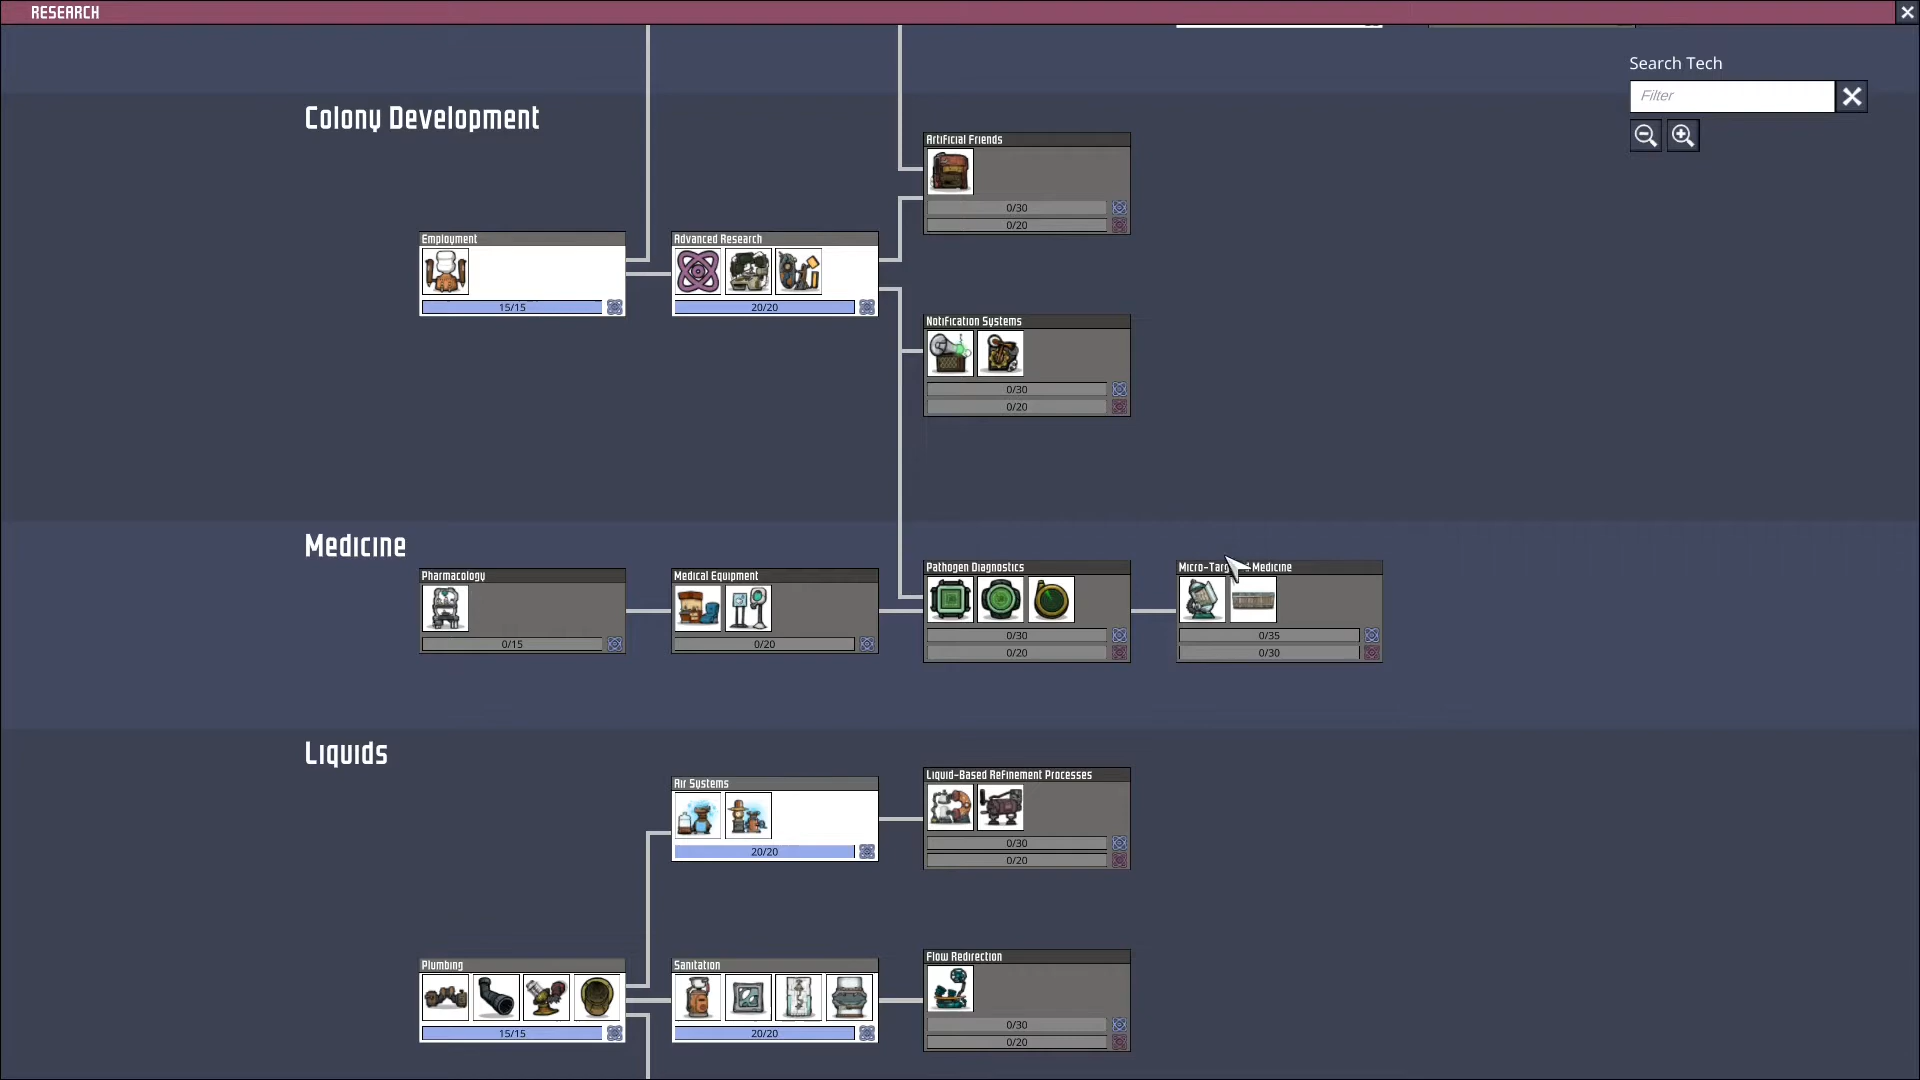 RESEARCH
Search Tech
Filter
Colony Development
Artificial Friends
0/30
0/20
Employment
15/15
Advanced Research
20/20
Notification Systems
0/30
0/20
Medicine
Pharmacology
0/15
Medical Equipment
0/20
Pathogen Diagnostics
0/30
0/20
Medicine
0/35
0/30
Liquids
Air Systems
20/20
Liquid-Based Refinement Processes
0/30
0/20
Plumbing
15/15
Sanitation
20/20
Flow Redirection
0/30
0/20